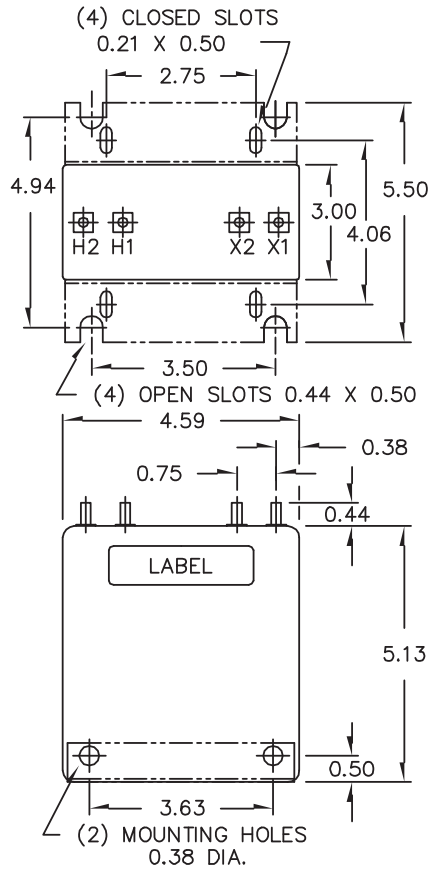 (4) CLOSED SLOTS
0.21 X 0.50
2.75
4.94
5.50
3.00
4.06
H2 H1 X2 X1
3.50
(4) OPEN SLOTS 0.44 X 0.50
4.59
0.38
0.75
0.44
LABEL
5.13
0.50
3.63
(2) MOUNTING HOLES
0.38 DIA.